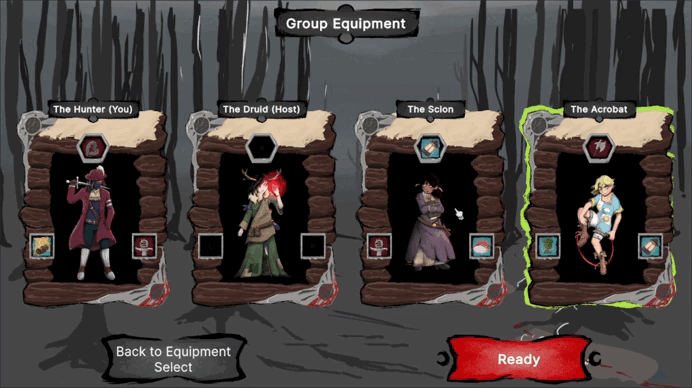 Group Equipment
The Hunter (You)
The Druid (Host)
The Scion
The Acrobat
Back to Equipment
Select
Ready